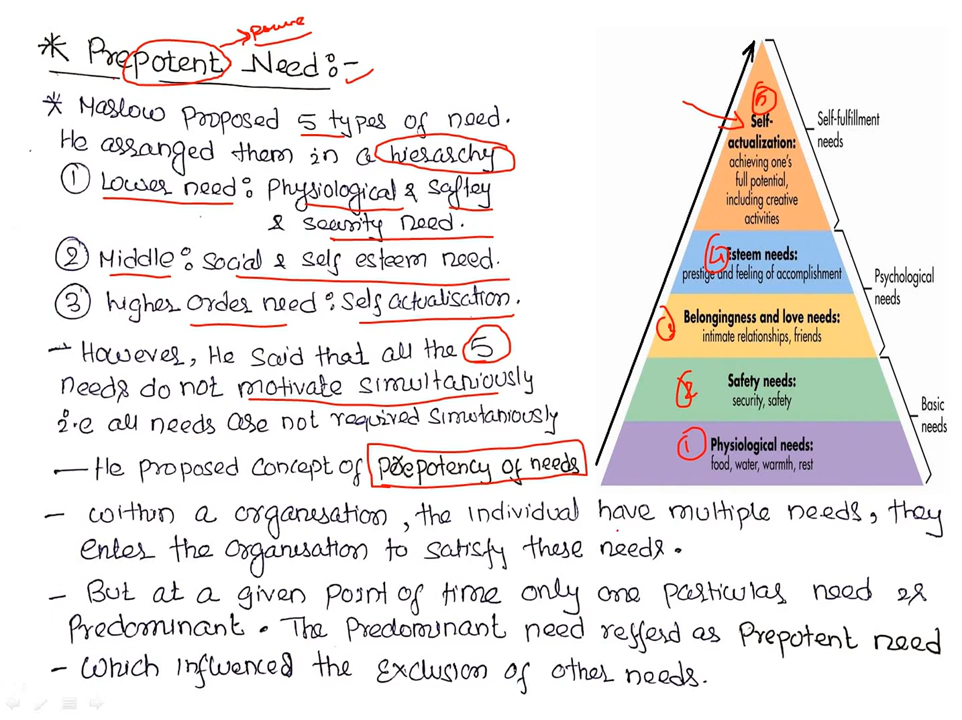 power
* Prepotent Need:-
* Maslow proposed 5 types of need.
He arranged them in a hierarchy
① Lower need: Physiological & Saftey
& security need.
② Middle: Social & Self esteem need.
③ higher order need: Self actualisation.
- However, He said that all the 5
needs do not motivate simultaniously
i.e all needs are not required simutaniously
- He proposed concept of prepotency of needs
- Within a organisation, the individual have multiple needs, they
enter the organisation to satisfy these needs.
- But at a given point of time only one particular need is
Predominant. The Predominant need refferd as Prepotent need
- which influenced the Exclusion of other needs.
5
Self-
actualization:
achieving one's
full potential,
including creative
activities
Self-fulfillment
needs
4
Esteem needs:
prestige and feeling of accomplishment
Psychological
needs
Belongingness and love needs:
intimate relationships, friends
2
Safety needs:
security, safety
Basic
needs
1
Physiological needs:
food, water, warmth, rest